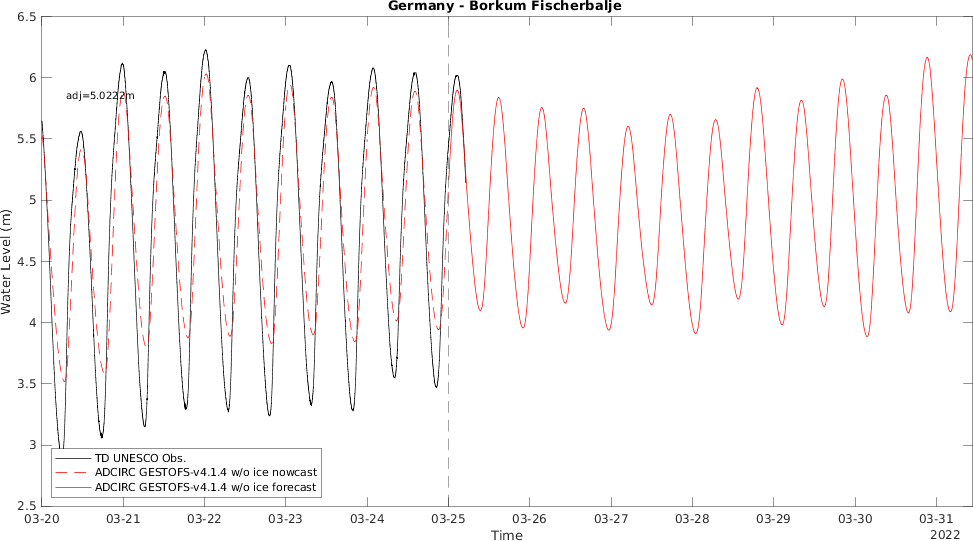 Germany - Borkum Fischerbalje
6.5
6
5.5
5
4.5
4
3.5
3
2.5
Water Level (m)
adj=5.0222m
TD UNESCO Obs.
ADCIRC GESTOFS-v4.1.4 w/o ice nowcast
ADCIRC GESTOFS-v4.1.4 w/o ice forecast
03-20 03-21 03-22 03-23 03-24 03-25 03-26 03-27 03-28 03-29 03-30 03-31
Time
2022